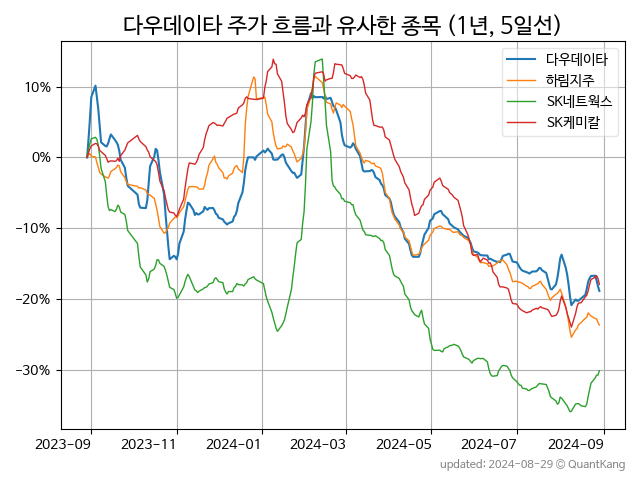 다우데이타 주가 흐름과 유사한 종목 (1년, 5일선)
다우데이타
하림지주
SK네트웍스
SK케미칼
10%
0%
-10%
-20%
-30%
2023-09 2023-11 2024-01 2024-03 2024-05 2024-07 2024-09
updated: 2024-08-29 @ QuantKang